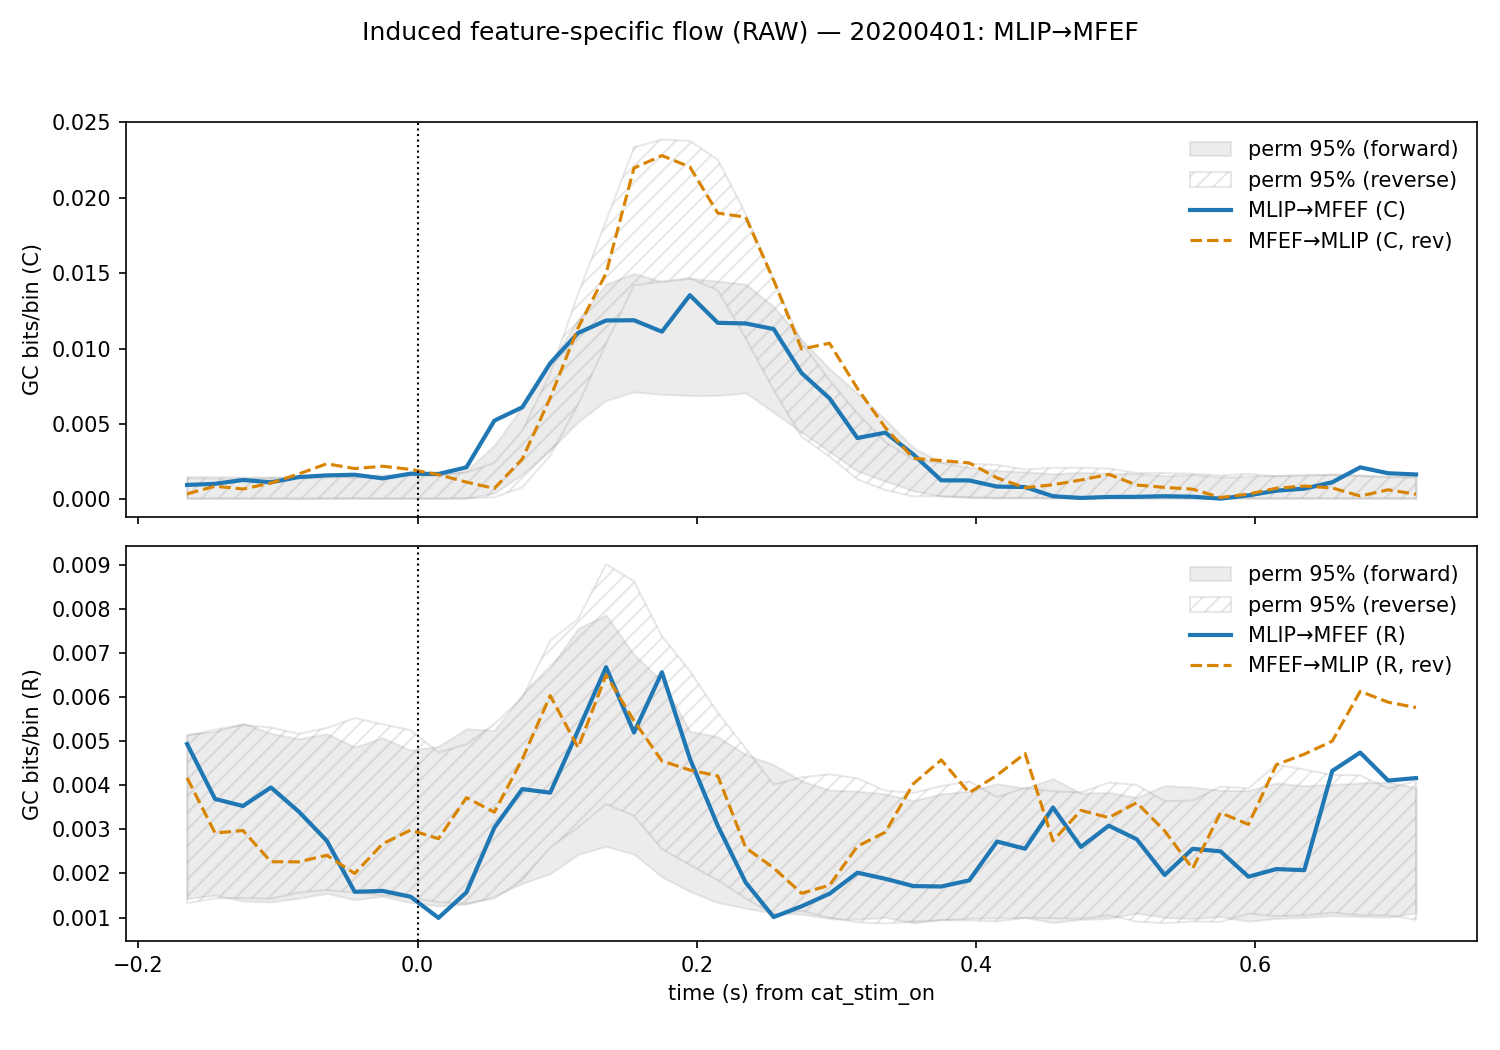 Induced feature-specific flow (RAW) — 20200401: MLIP→MFEF
GC bits/bin (C)
0.025
0.020
0.015
0.010
0.005
0.000
perm 95% (forward)
perm 95% (reverse)
MLIP→MFEF (C)
MFEF→MLIP (C, rev)
GC bits/bin (R)
0.009
0.008
0.007
0.006
0.005
0.004
0.003
0.002
0.001
perm 95% (forward)
perm 95% (reverse)
MLIP→MFEF (R)
MFEF→MLIP (R, rev)
−0.2 0.0 0.2 0.4 0.6
time (s) from cat_stim_on